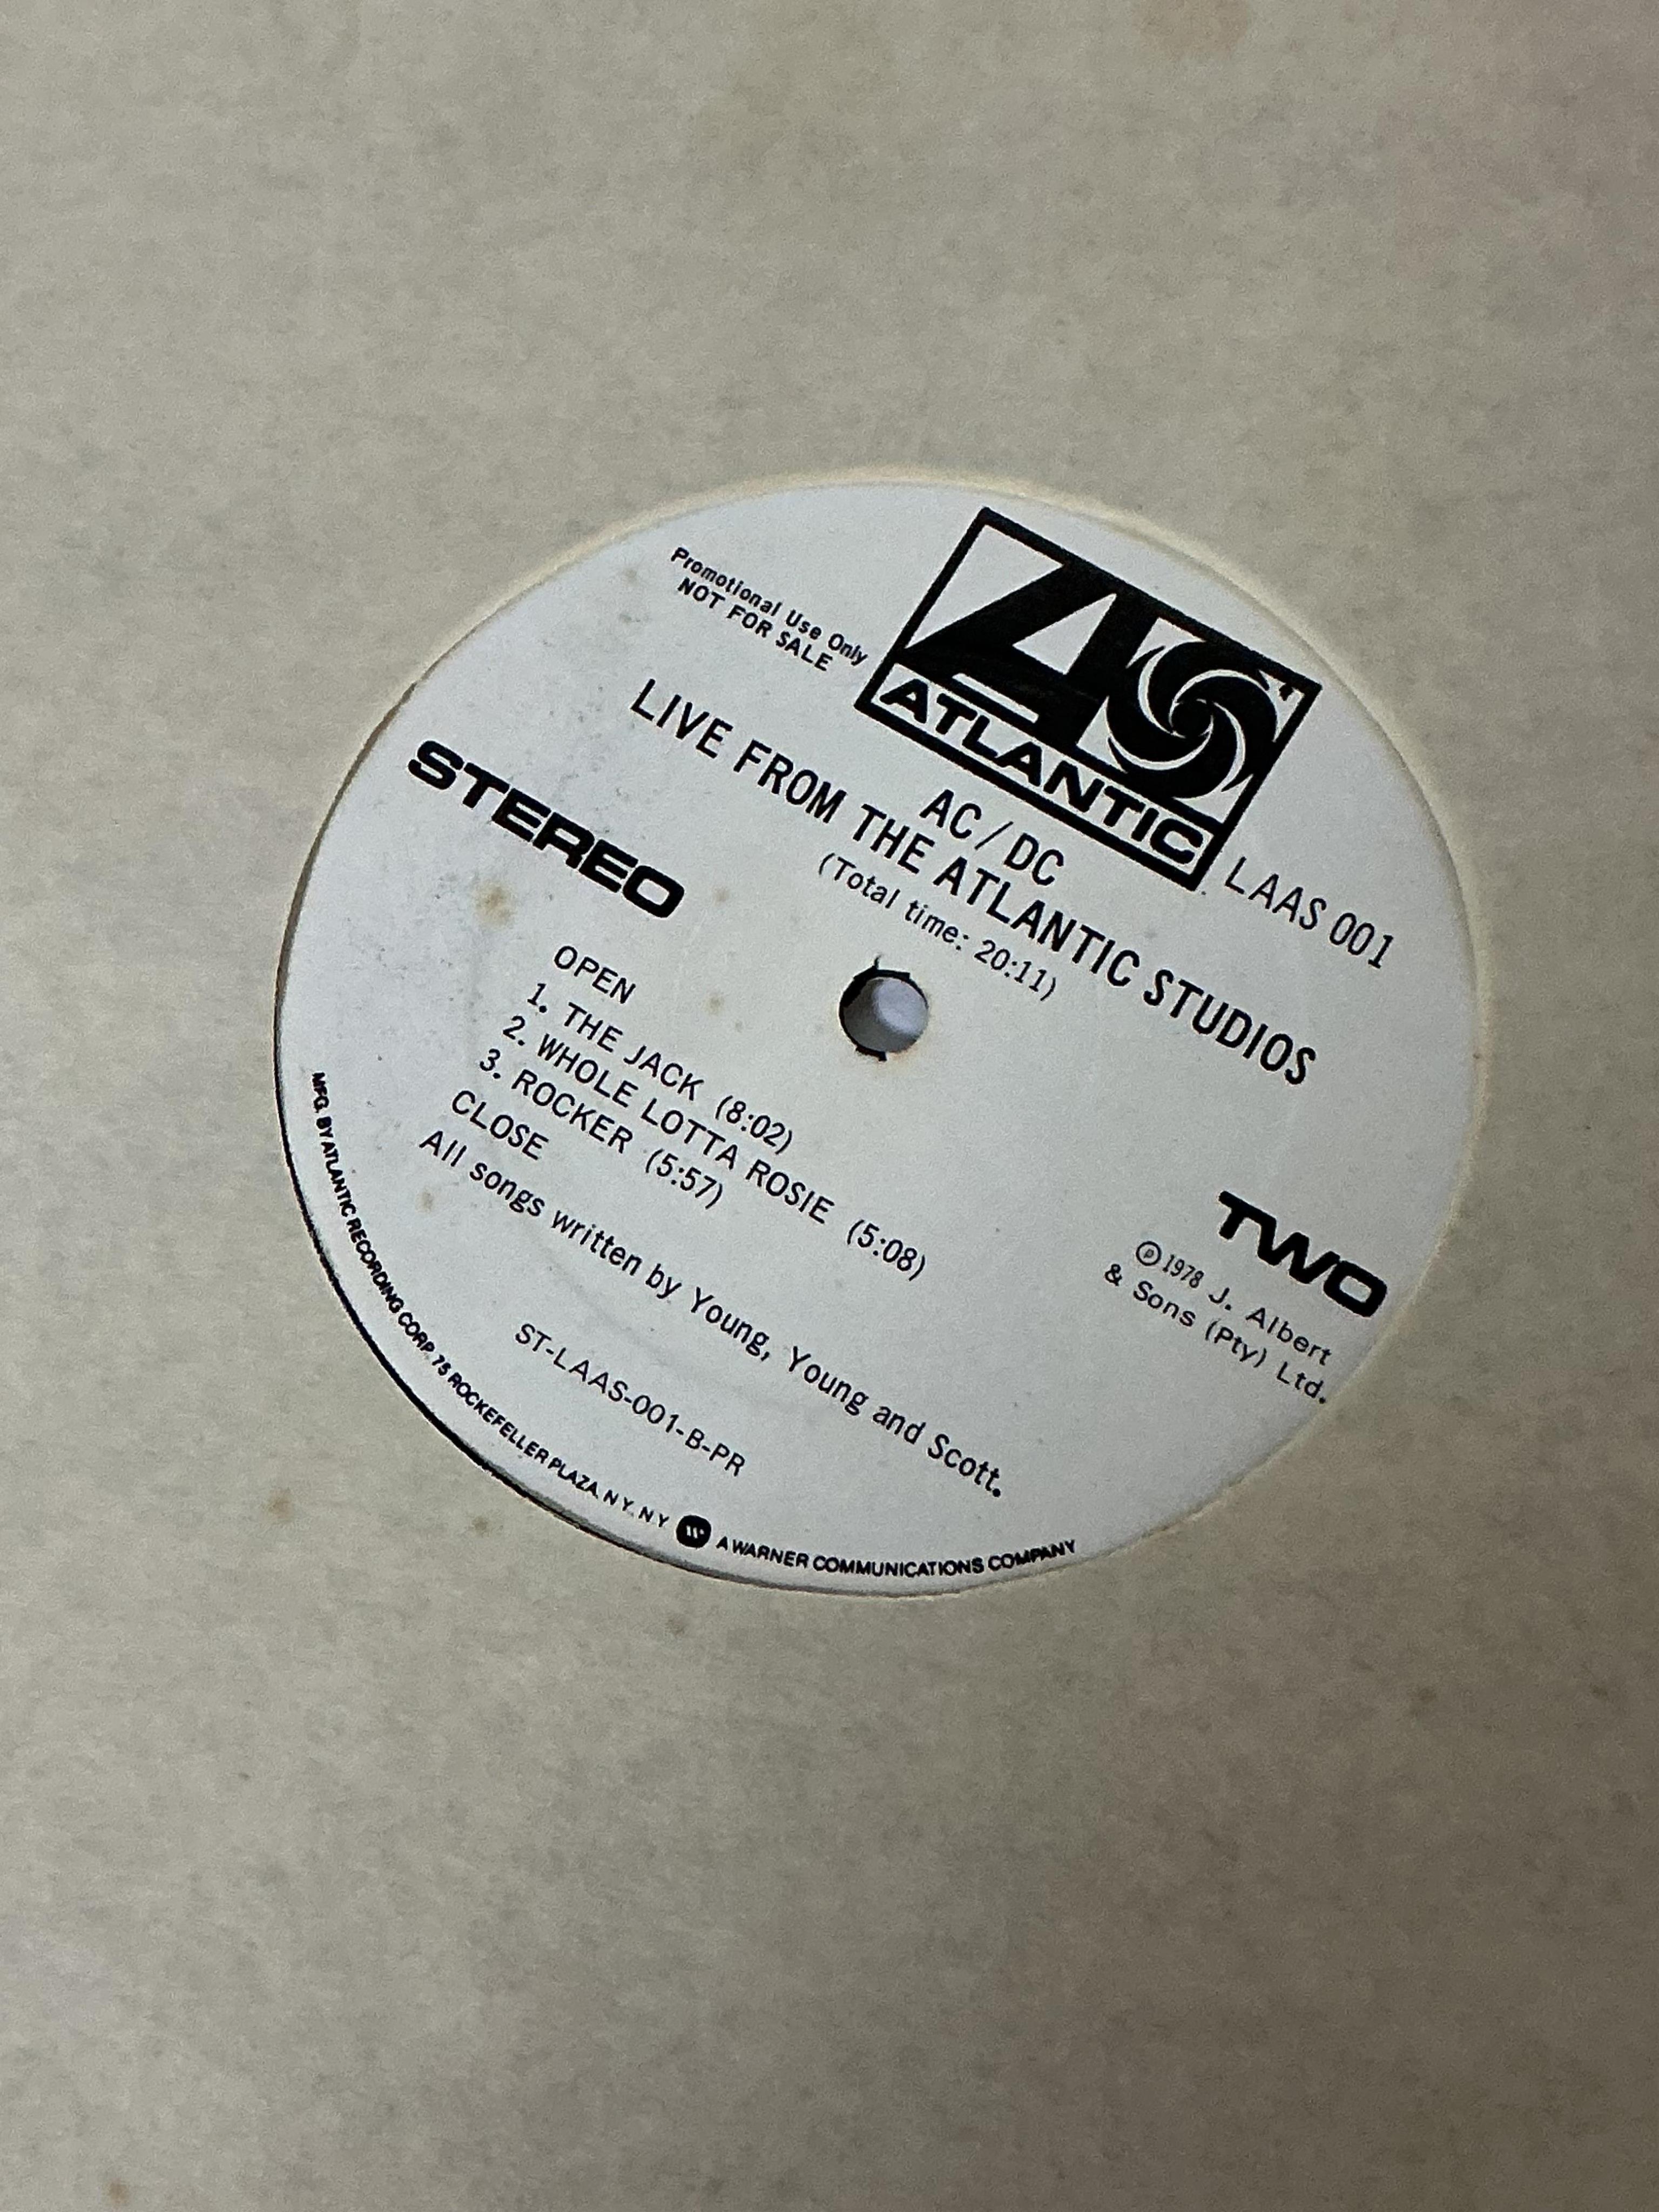 Promotional Use Only
NOT FOR SALE
ATLANTIC
LAAS 001
AC/DC
LIVE FROM THE ATLANTIC STUDIOS
(Total time: 20:11)
STEREO
OPEN
1. THE JACK (8:02)
2. WHOLE LOTTA ROSIE (5:08)
3. ROCKER (5:57)
CLOSE
All songs written by Young, Young and Scott.
TWO
℗1978 J. Albert
& Sons (Pty) Ltd.
ST-LAAS-001-B-PR
MFG. BY ATLANTIC RECORDING CORP. 75 ROCKEFELLER PLAZA, N.Y. N.Y. A WARNER COMMUNICATIONS COMPANY